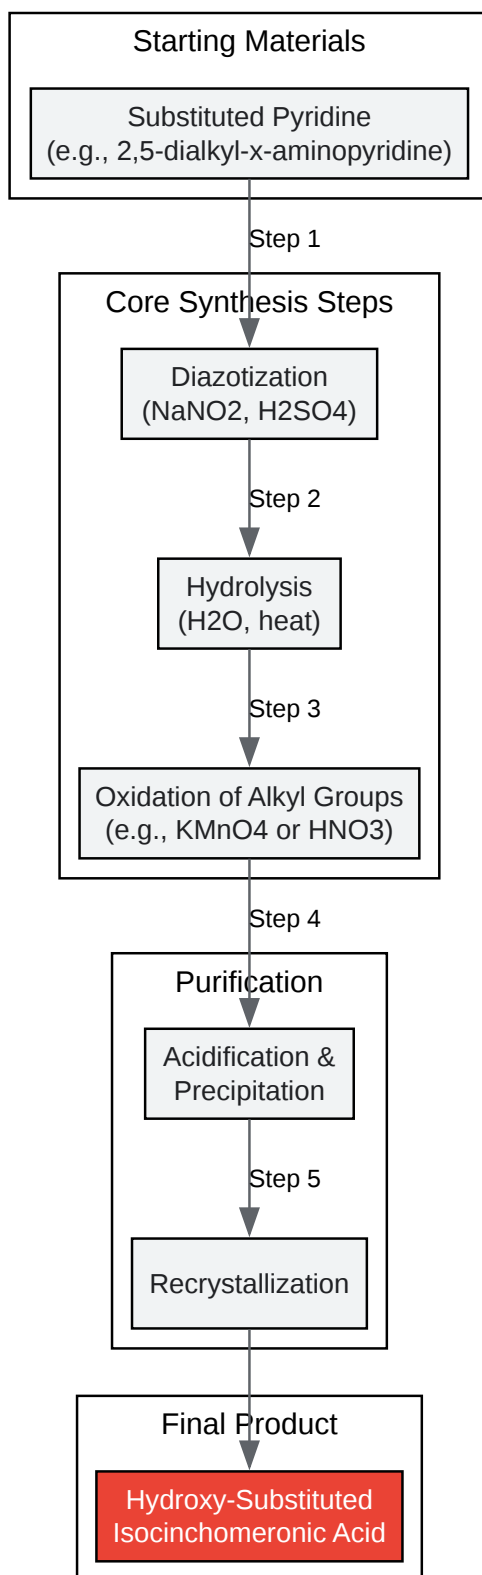 Starting Materials
Substituted Pyridine
(e.g., 2,5-dialkyl-x-aminopyridine)
Step 1
Core Synthesis Steps
Diazotization
(NaNO2, H2SO4)
Step 2
Hydrolysis
(H2O, heat)
Step 3
Oxidation of Alkyl Groups
(e.g., KMnO4 or HNO3)
Step 4
Purification
Acidification &
Precipitation
Step 5
Recrystallization
Final Product
Hydroxy-Substituted
Isocinchomeronic Acid